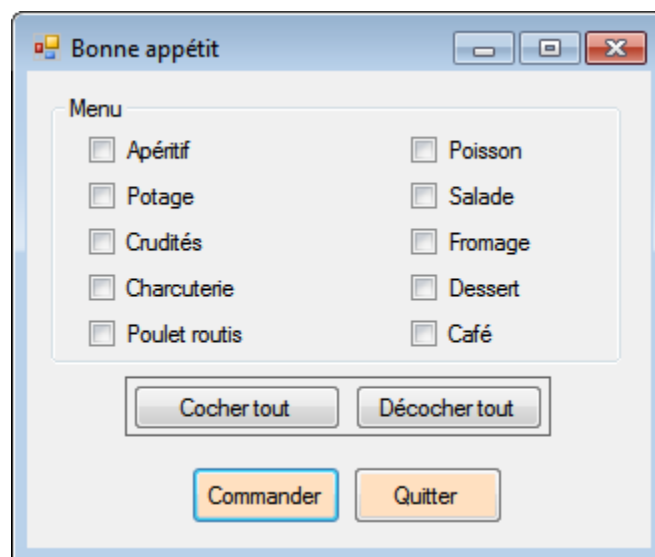 Bonne appétit
Menu
Apéritif
Poisson
Potage
Salade
Crudités
Fromage
Charcuterie
Dessert
Poulet routis
Café
Cocher tout
Décocher tout
Commander
Quitter